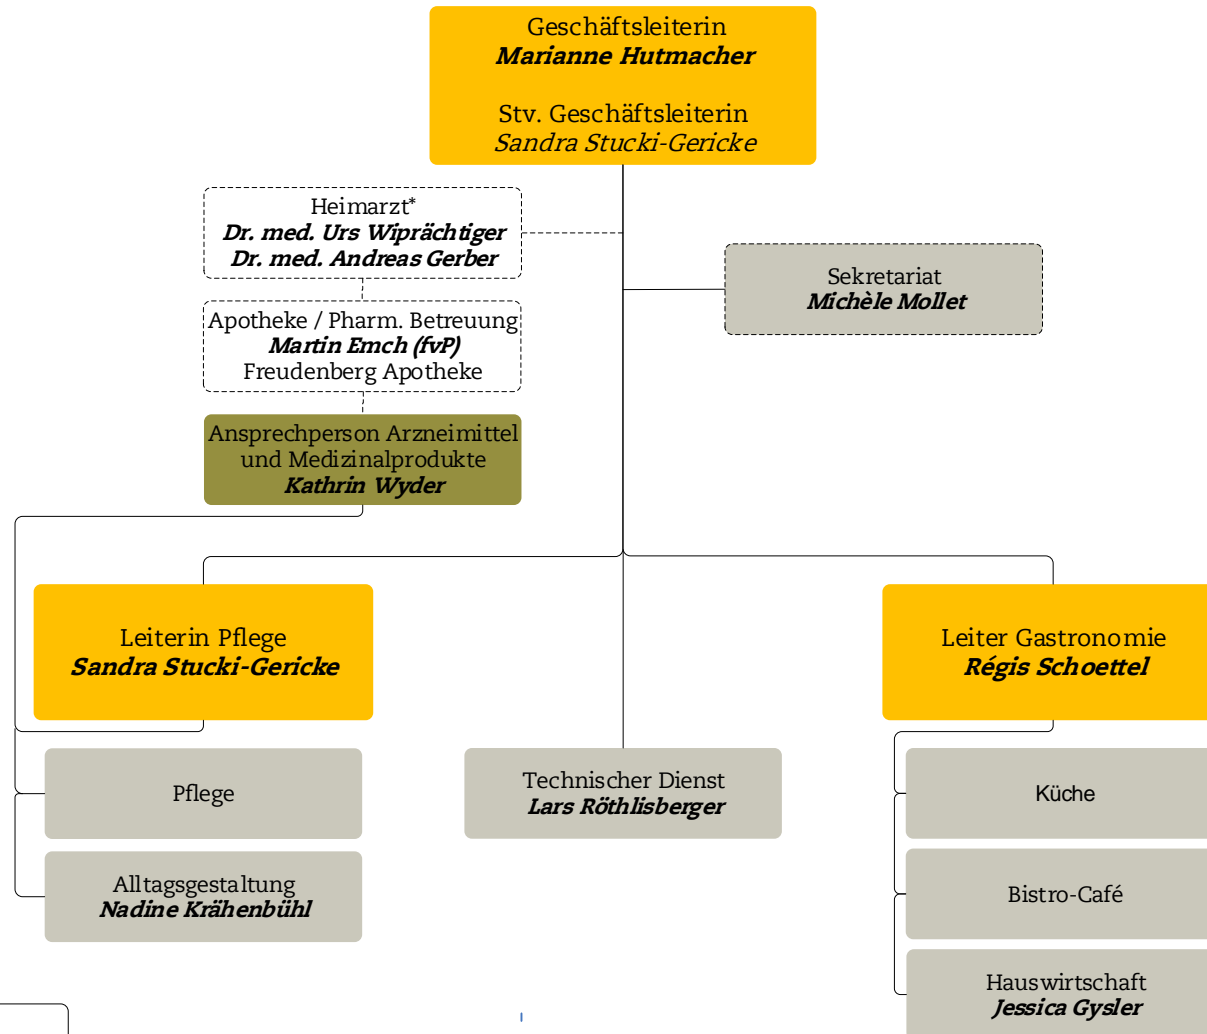 Geschäftsleiterin
Marianne Hutmacher
Stv. Geschäftsleiterin
Sandra Stucki-Gericke
Heimarzt*
Dr. med. Urs Wiprächtiger
Dr. med. Andreas Gerber
Sekretariat
Michèle Mollet
Apotheke / Pharm. Betreuung
Martin Emch (fvP)
Freudenberg Apotheke
Ansprechperson Arzneimittel
und Medizinalprodukte
Kathrin Wyder
Leiterin Pflege
Sandra Stucki-Gericke
Leiter Gastronomie
Régis Schoettel
Pflege
Technischer Dienst
Lars Röthlisberger
Küche
Alltagsgestaltung
Nadine Krähenbühl
Bistro-Café
Hauswirtschaft
Jessica Gysler